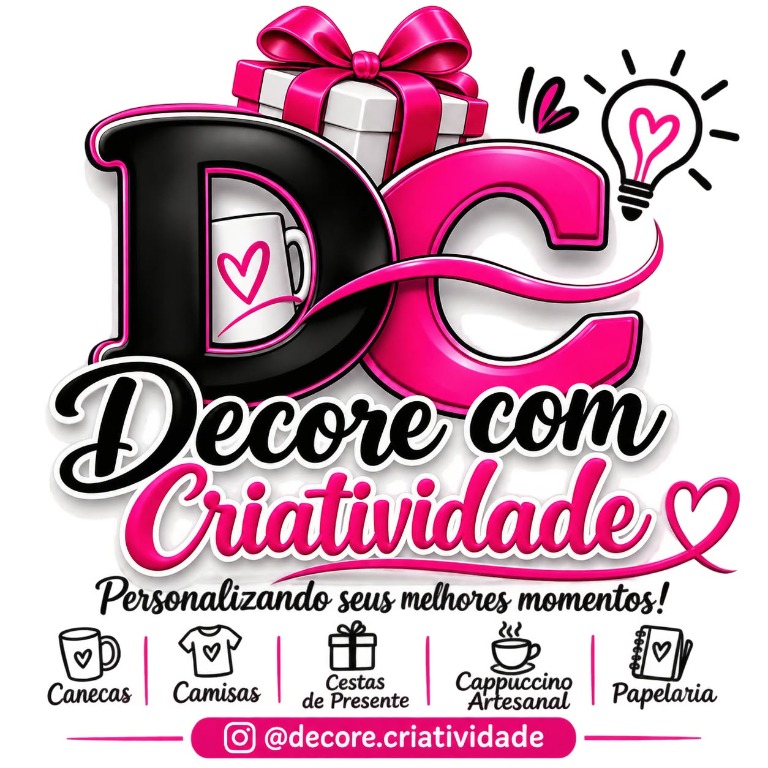 DC
Decore com
Criatividade
Personalizando seus melhores momentos!
Canecas
Camisas
Cestas
de Presente
Cappuccino
Artesanal
Papelaria
@decore.criatividade